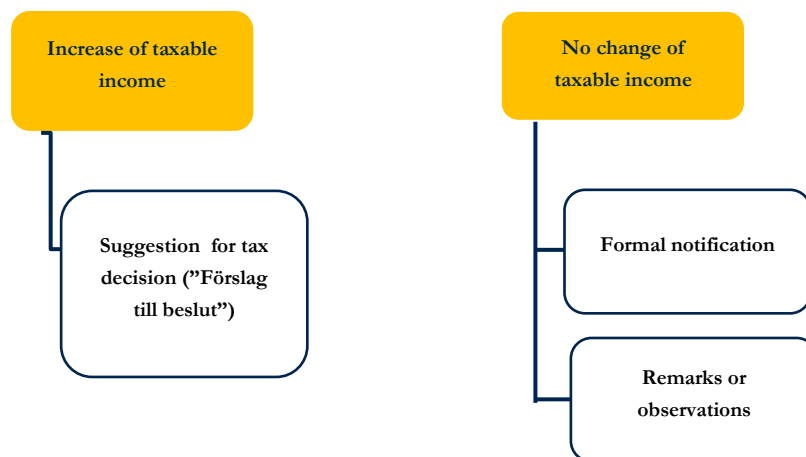 Increase of taxable
income
Suggestion for tax
decision (”Förslag
till beslut”)
No change of
taxable income
Formal notification
Remarks or
observations